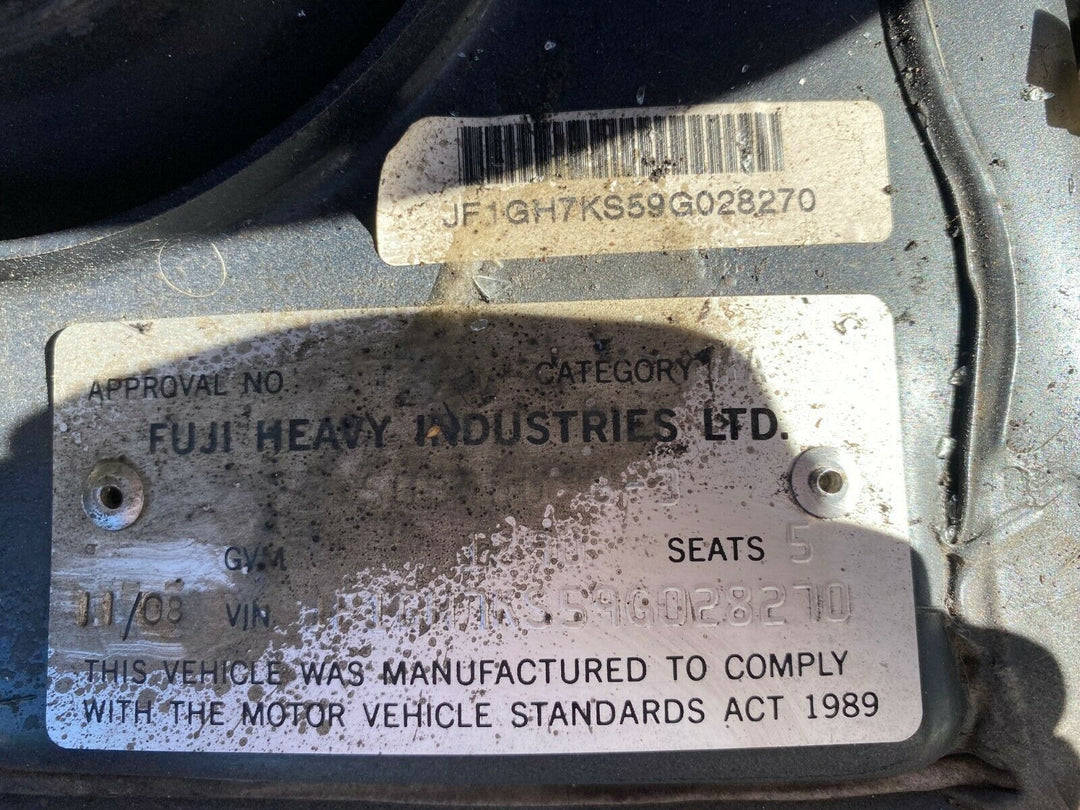 JF1GH7KS59G028270
APPROVAL NO CATEGORY
FUJI HEAVY INDUSTRIES LTD.
GVM SEATS 5
11/08 VIN JF1GH7KS59G028270
THIS VEHICLE WAS MANUFACTURED TO COMPLY
WITH THE MOTOR VEHICLE STANDARDS ACT 1989